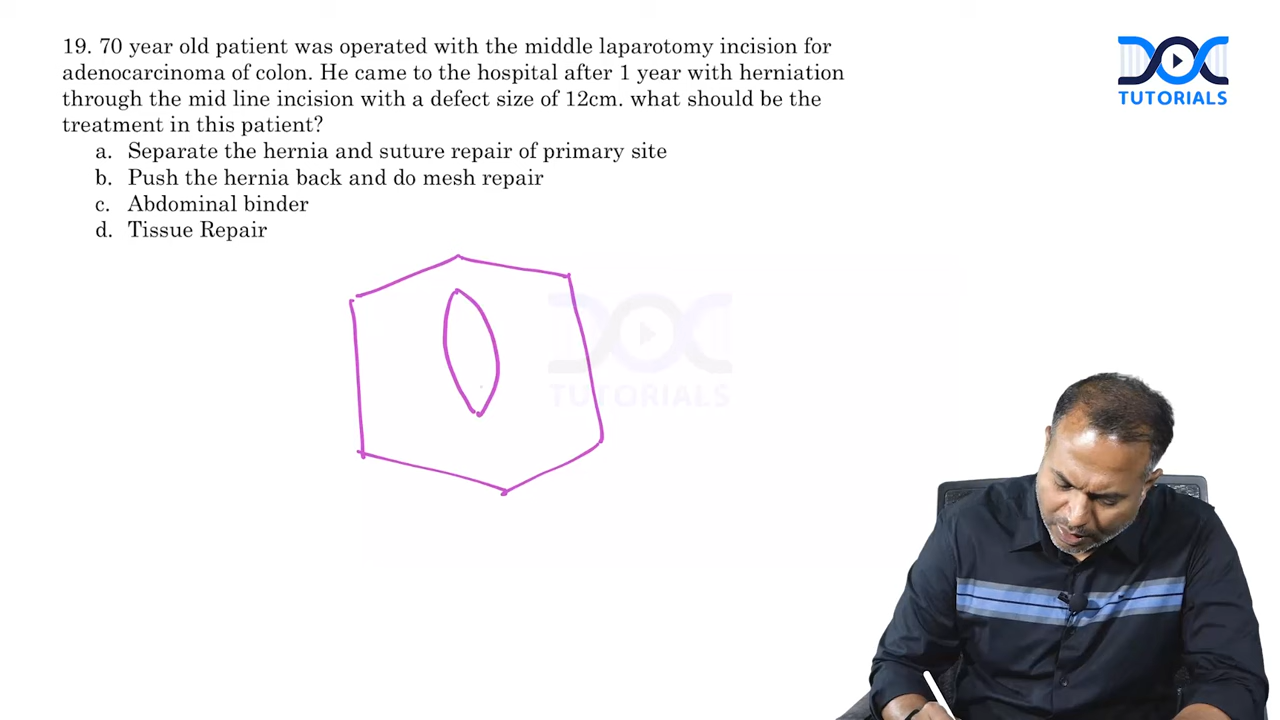 19. 70 year old patient was operated with the middle laparotomy incision for
adenocarcinoma of colon. He came to the hospital after 1 year with herniation
through the mid line incision with a defect size of 12cm. what should be the
treatment in this patient?
a. Separate the hernia and suture repair of primary site
b. Push the hernia back and do mesh repair
c. Abdominal binder
d. Tissue Repair
TUTORIALS
DOC
TUTORIALS